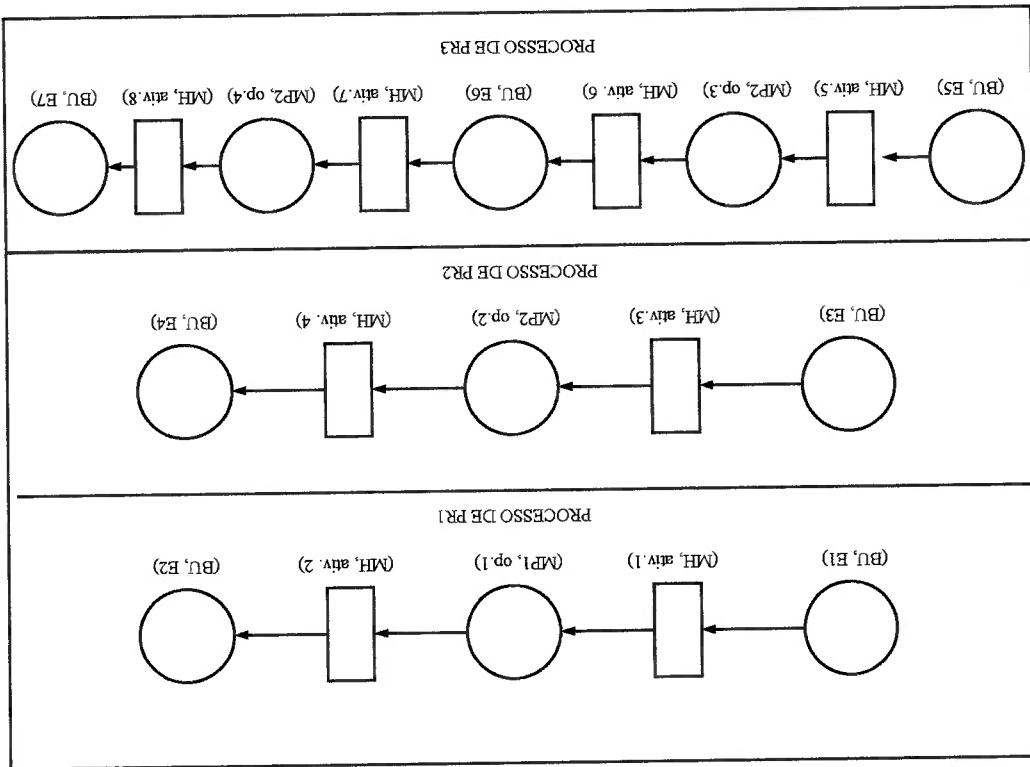 (BU, E1) (MH, ativ.1) (MP1, op.1) (MH, ativ. 2) (BU, E2)
PROCESSO DE PR1
(BU, E3) (MH, ativ.3) (MP2, op.2) (MH, ativ. 4) (BU, E4)
PROCESSO DE PR2
(BU, E5) (MH, ativ.5) (MP2, op.3) (MH, ativ. 6) (BU, E6) (MH, ativ.7) (MP2, op.4) (MH, ativ.8) (BU, E7)
PROCESSO DE PR3